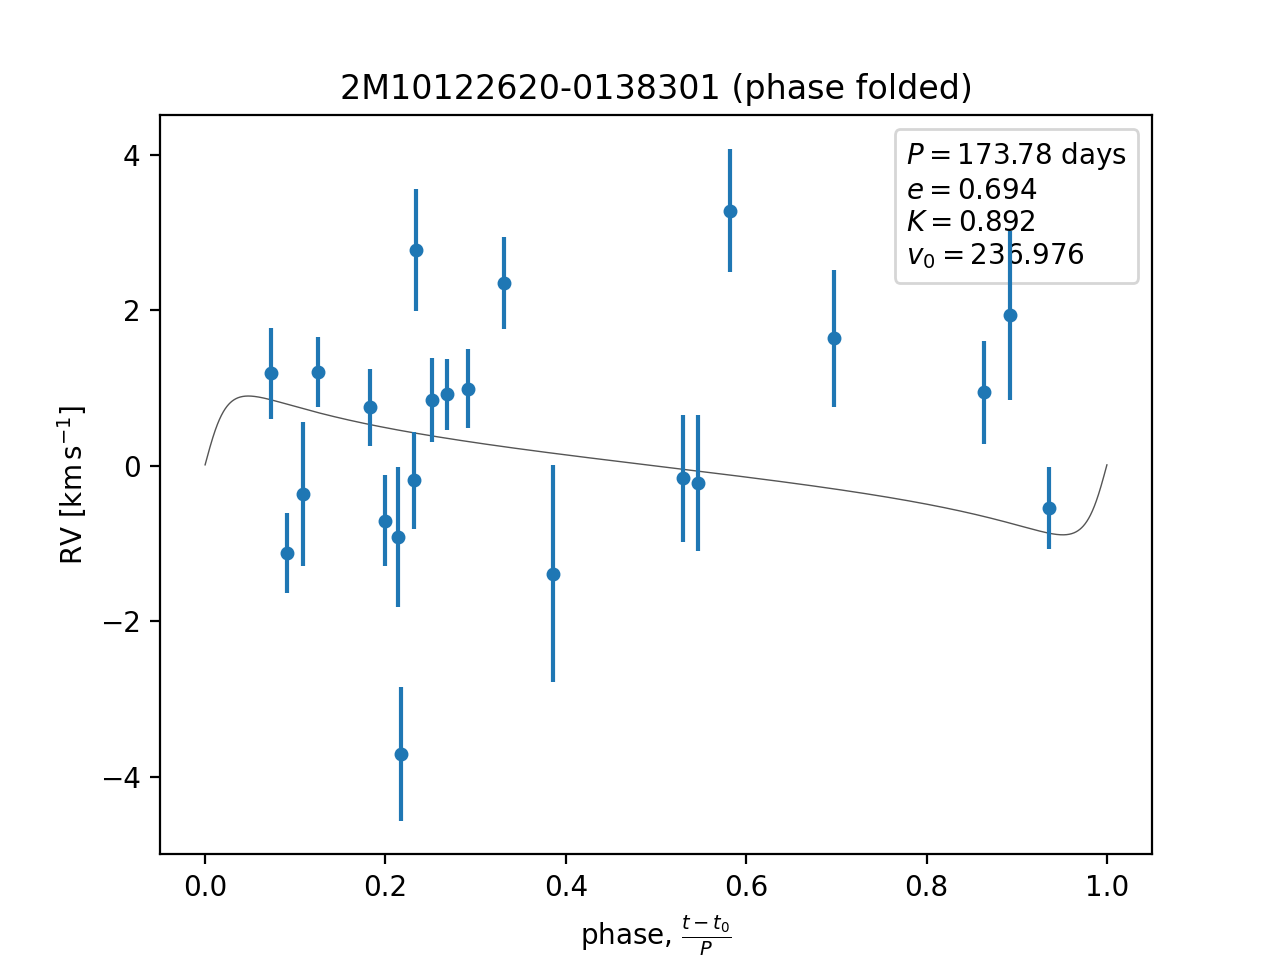 2M10122620-0138301 (phase folded)
P = 173.78 days
e = 0.694
K = 0.892
v₀ = 236.976
4
2
0
−2
−4
RV [km s⁻¹]
0.0 0.2 0.4 0.6 0.8 1.0
phase, (t − t₀)/P